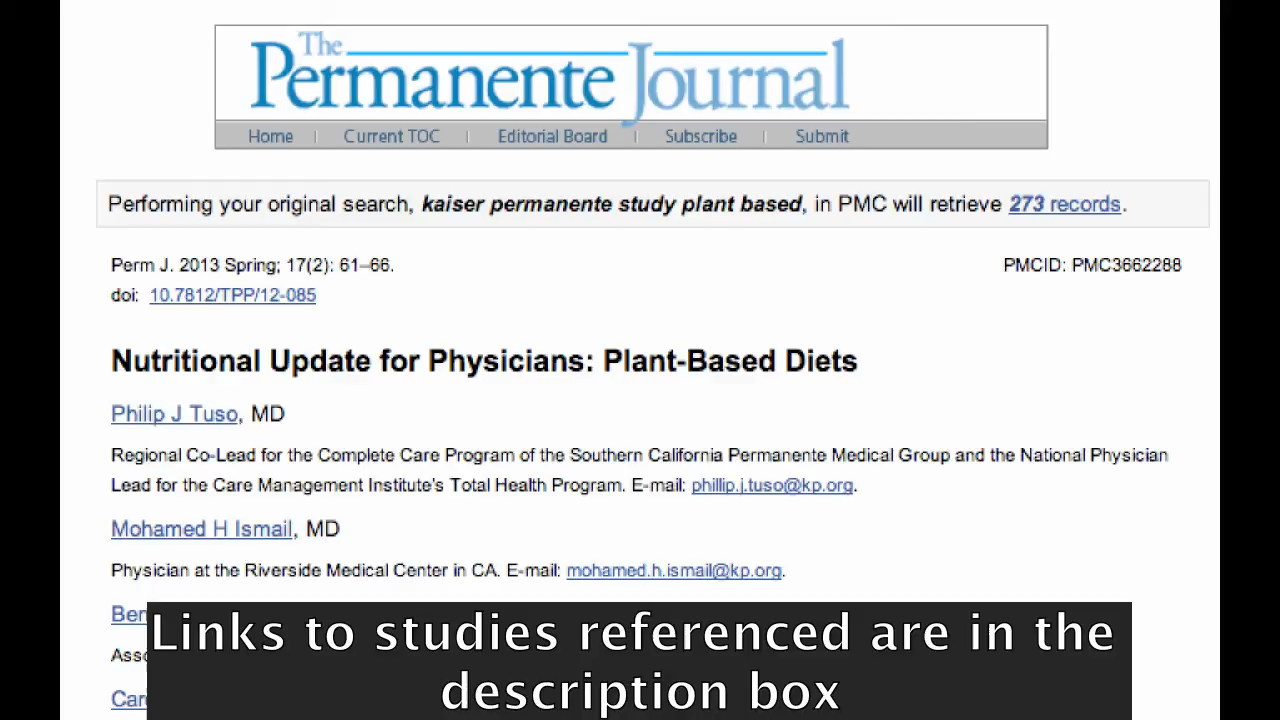 The
Permanente Journal
Home | Current TOC | Editorial Board | Subscribe | Submit
Performing your original search, kaiser permanente study plant based, in PMC will retrieve 273 records.
Perm J. 2013 Spring; 17(2): 61–66. PMCID: PMC3662288
doi: 10.7812/TPP/12-085
Nutritional Update for Physicians: Plant-Based Diets
Philip J Tuso, MD
Regional Co-Lead for the Complete Care Program of the Southern California Permanente Medical Group and the National Physician
Lead for the Care Management Institute's Total Health Program. E-mail: phillip.j.tuso@kp.org.
Mohamed H Ismail, MD
Physician at the Riverside Medical Center in CA. E-mail: mohamed.h.ismail@kp.org.
Links to studies referenced are in the
description box